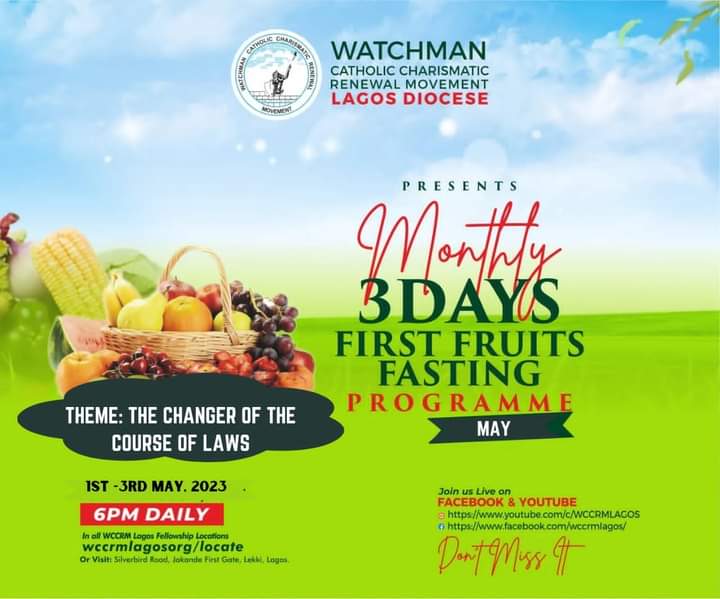 WATCHMAN CATHOLIC CHARISMATIC RENEWAL
MOVEMENT
WATCHMAN
CATHOLIC CHARISMATIC
RENEWAL MOVEMENT
LAGOS DIOCESE
PRESENTS
Monthly
3DAYS
FIRST FRUITS
FASTING
PROGRAMME
MAY
THEME: THE CHANGER OF THE
COURSE OF LAWS
1ST -3RD MAY, 2023 .
6PM DAILY
In all WCCRM Lagos Fellowship Locations
wccrmlagosorg/locate
Or Visit: Silverbird Road, Jakande First Gate, Lekki, Lagos.
Join us Live on
FACEBOOK & YOUTUBE
https://www.youtube.com/c/WCCRMLAGOS
https://www.facebook.com/wccrmlagos/
Don't Miss It